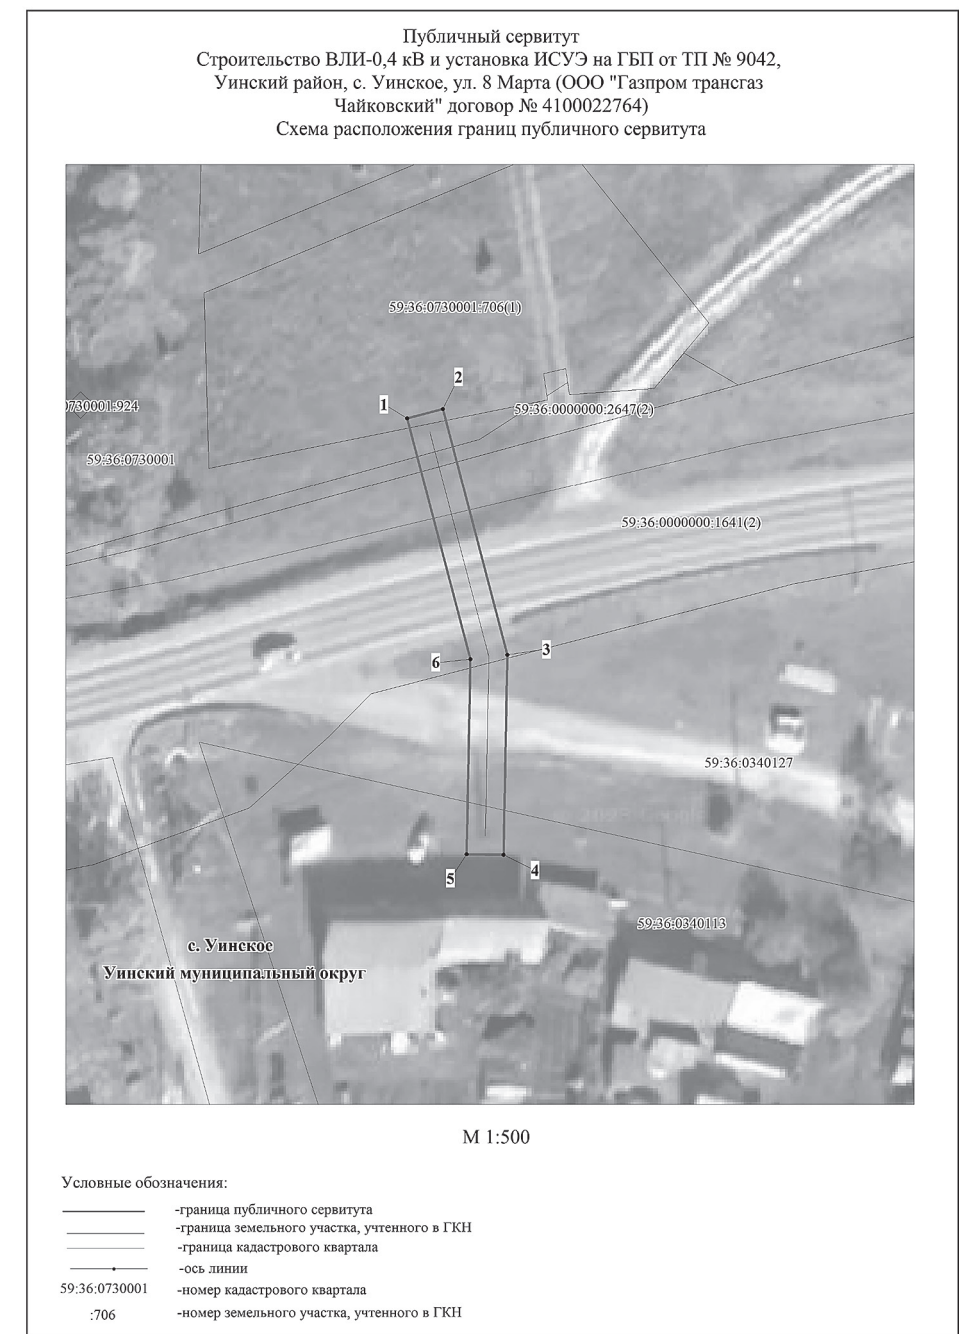 Публичный сервитут
Строительство ВЛИ-0,4 кВ и установка ИСУЭ на ГБП от ТП № 9042,
Уинский район, с. Уинское, ул. 8 Марта (ООО "Газпром трансгаз
Чайковский" договор № 4100022764)
Схема расположения границ публичного сервитута
59:36:0730001:706(1)
2
1
0730001:924
59:36:0000000:2647(2)
59:36:0730001
59:36:0000000:1641(2)
3
6
59:36:0340127
5
4
59:36:0340113
с. Уинское
Уинский муниципальный округ
М 1:500
Условные обозначения:
-граница публичного сервитута
-граница земельного участка, учтенного в ГКН
-граница кадастрового квартала
-ось линии
59:36:0730001 -номер кадастрового квартала
:706 -номер земельного участка, учтенного в ГКН